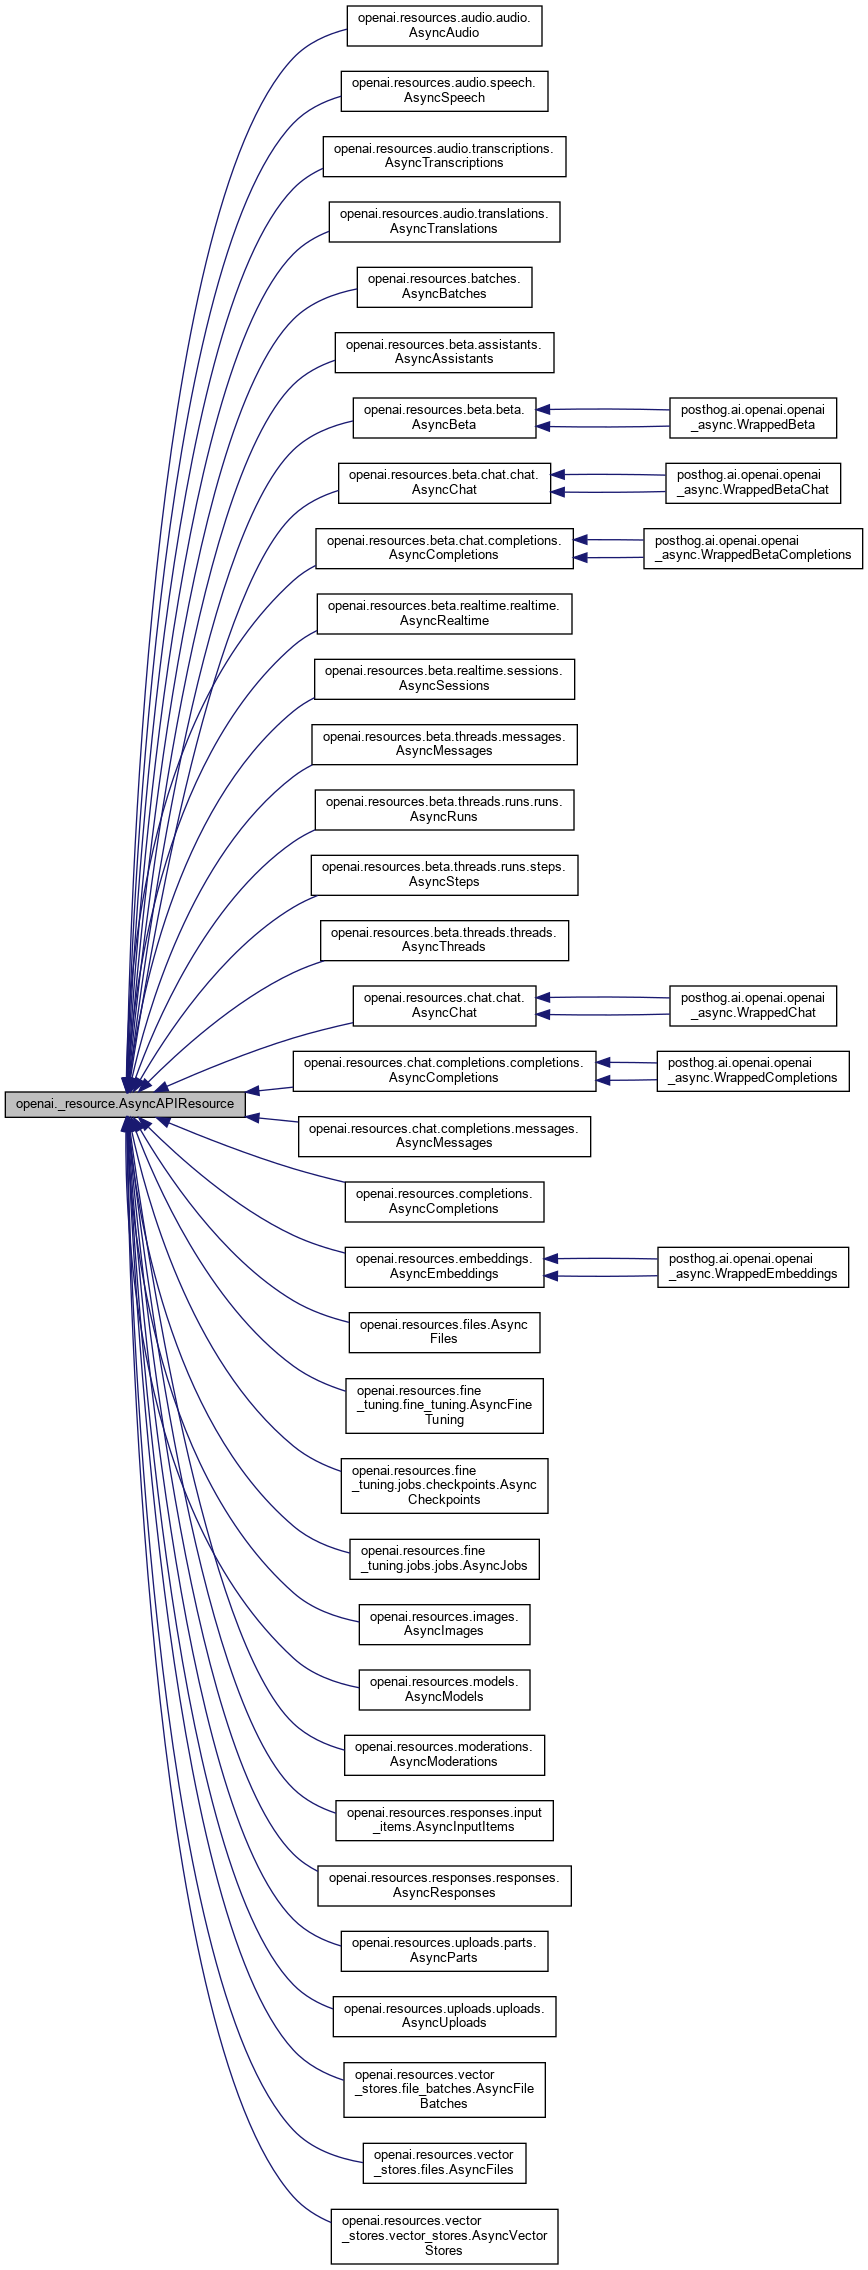 openai.resources.audio.audio.
AsyncAudio
openai.resources.audio.speech.
AsyncSpeech
openai.resources.audio.transcriptions.
AsyncTranscriptions
openai.resources.audio.translations.
AsyncTranslations
openai.resources.batches.
AsyncBatches
openai.resources.beta.assistants.
AsyncAssistants
openai.resources.beta.beta.
AsyncBeta
posthog.ai.openai.openai
_async.WrappedBeta
openai.resources.beta.chat.chat.
AsyncChat
posthog.ai.openai.openai
_async.WrappedBetaChat
openai.resources.beta.chat.completions.
AsyncCompletions
posthog.ai.openai.openai
_async.WrappedBetaCompletions
openai.resources.beta.realtime.realtime.
AsyncRealtime
openai.resources.beta.realtime.sessions.
AsyncSessions
openai.resources.beta.threads.messages.
AsyncMessages
openai.resources.beta.threads.runs.runs.
AsyncRuns
openai.resources.beta.threads.runs.steps.
AsyncSteps
openai.resources.beta.threads.threads.
AsyncThreads
openai.resources.chat.chat.
AsyncChat
posthog.ai.openai.openai
_async.WrappedChat
openai.resources.chat.completions.completions.
AsyncCompletions
posthog.ai.openai.openai
_async.WrappedCompletions
openai._resource.AsyncAPIResource
openai.resources.chat.completions.messages.
AsyncMessages
openai.resources.completions.
AsyncCompletions
openai.resources.embeddings.
AsyncEmbeddings
posthog.ai.openai.openai
_async.WrappedEmbeddings
openai.resources.files.Async
Files
openai.resources.fine
_tuning.fine_tuning.AsyncFine
Tuning
openai.resources.fine
_tuning.jobs.checkpoints.Async
Checkpoints
openai.resources.fine
_tuning.jobs.jobs.AsyncJobs
openai.resources.images.
AsyncImages
openai.resources.models.
AsyncModels
openai.resources.moderations.
AsyncModerations
openai.resources.responses.input
_items.AsyncInputItems
openai.resources.responses.responses.
AsyncResponses
openai.resources.uploads.parts.
AsyncParts
openai.resources.uploads.uploads.
AsyncUploads
openai.resources.vector
_stores.file_batches.AsyncFile
Batches
openai.resources.vector
_stores.files.AsyncFiles
openai.resources.vector
_stores.vector_stores.AsyncVector
Stores